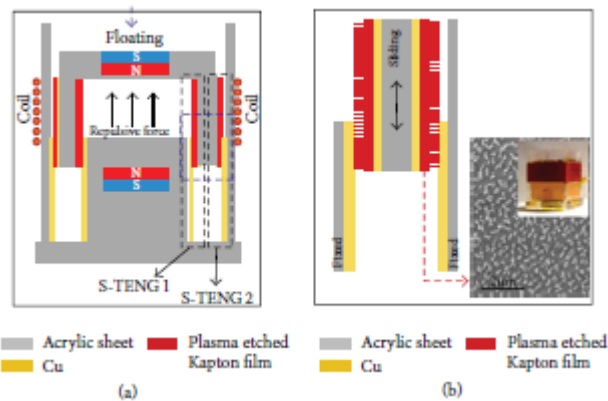 Floating
S
N
Coil
Coil
Repulsive force
N
S
S-TENG 1
S-TENG 2
Acrylic sheet
Plasma etched
Kapton film
Cu
(a)
Sliding
Fixed
Fixed
Acrylic sheet
Plasma etched
Kapton film
Cu
(b)